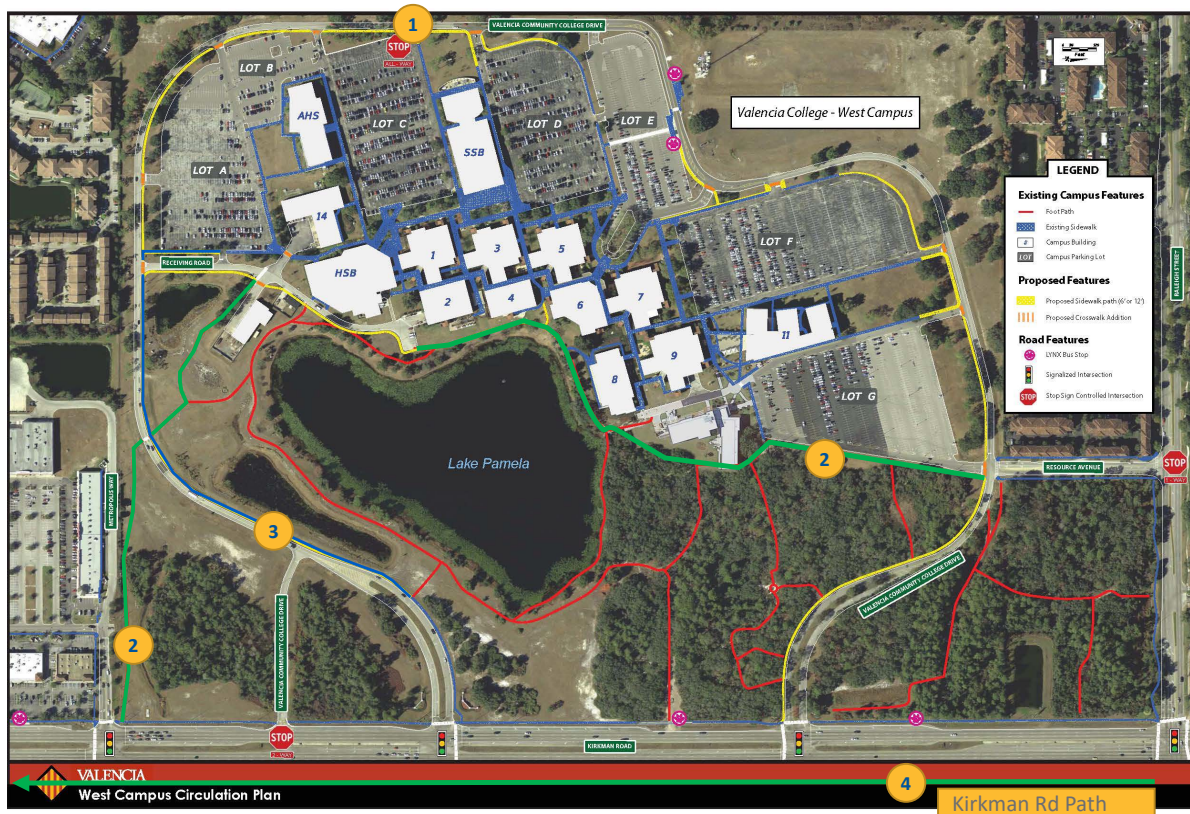 1
VALENCIA COMMUNITY COLLEGE DRIVE
STOP
ALL - WAY
LOT B
AHS
LOT C
SSB
LOT D
LOT E
Valencia College - West Campus
LOT A
14
LEGEND
Existing Campus Features
Foot Path
Existing Sidewalk
# Campus Building
LOT Campus Parking Lot
Proposed Features
Proposed Sidewalk path (6' or 12')
Proposed Crosswalk Addition
Road Features
LYNX Bus Stop
Signalized Intersection
STOP Stop Sign Controlled Intersection
RALEIGH STREET
RECEIVING ROAD
HSB
1
3
5
LOT F
2
4
6
7
11
8
9
LOT G
Lake Pamela
2
RESOURCE AVENUE
STOP
METROPOLIS WAY
3
VALENCIA COMMUNITY COLLEGE DRIVE
VALENCIA COMMUNITY COLLEGE DRIVE
2
STOP
2 - WAY
KIRKMAN ROAD
VALENCIA
West Campus Circulation Plan
4
Kirkman Rd Path